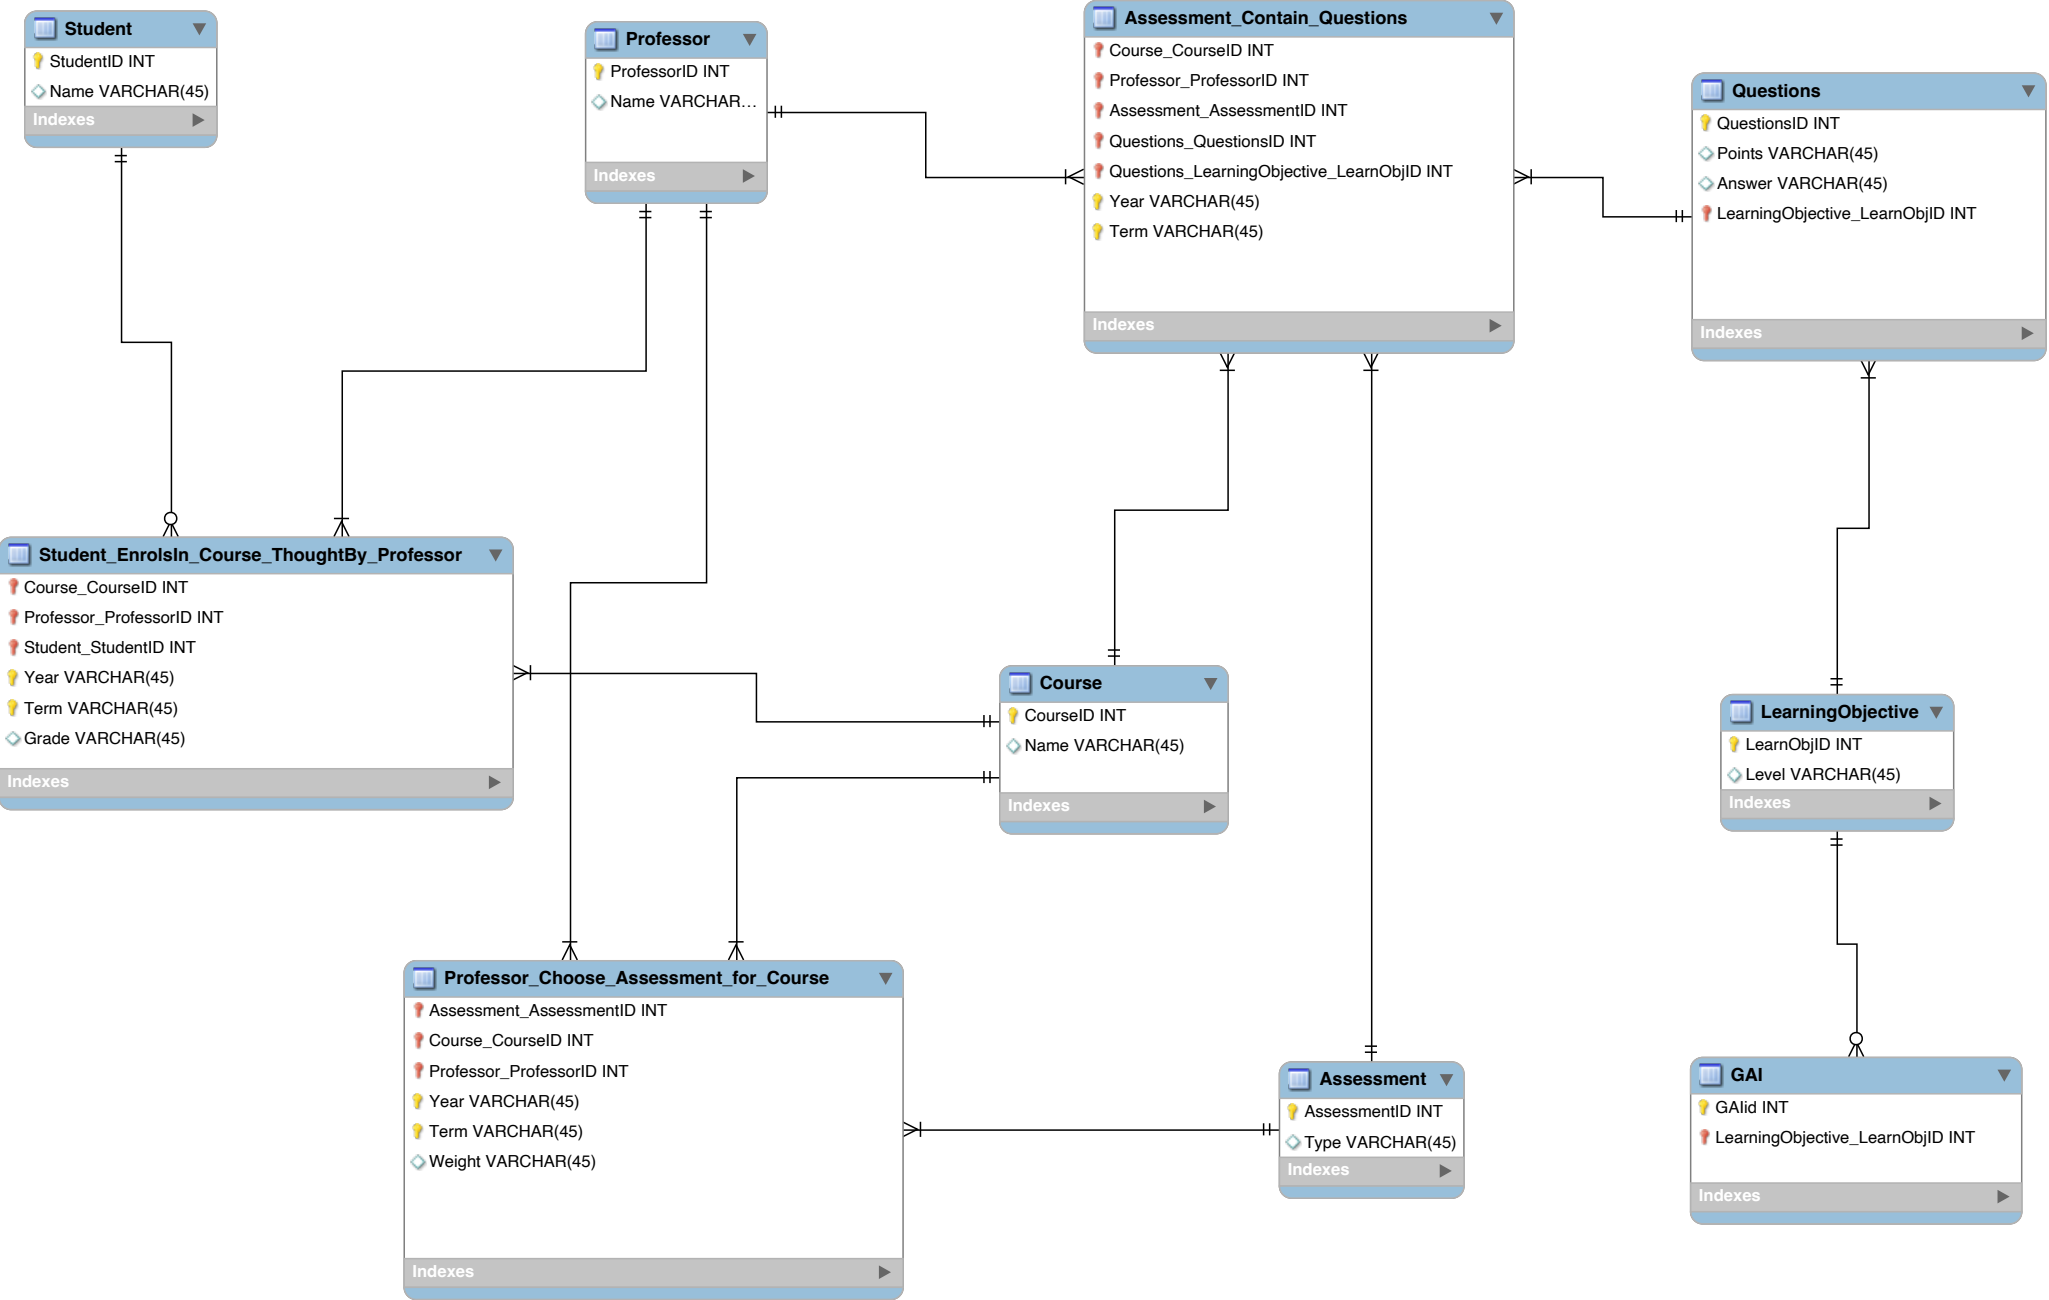 Student
StudentID INT
Name VARCHAR(45)
Indexes
Professor
ProfessorID INT
Name VARCHAR...
Indexes
Assessment_Contain_Questions
Course_CourseID INT
Professor_ProfessorID INT
Assessment_AssessmentID INT
Questions_QuestionsID INT
Questions_LearningObjective_LearnObjID INT
Year VARCHAR(45)
Term VARCHAR(45)
Indexes
Questions
QuestionsID INT
Points VARCHAR(45)
Answer VARCHAR(45)
LearningObjective_LearnObjID INT
Indexes
Student_EnrolsIn_Course_ThoughtBy_Professor
Course_CourseID INT
Professor_ProfessorID INT
Student_StudentID INT
Year VARCHAR(45)
Term VARCHAR(45)
Grade VARCHAR(45)
Indexes
Course
CourseID INT
Name VARCHAR(45)
Indexes
LearningObjective
LearnObjID INT
Level VARCHAR(45)
Indexes
Professor_Choose_Assessment_for_Course
Assessment_AssessmentID INT
Course_CourseID INT
Professor_ProfessorID INT
Year VARCHAR(45)
Term VARCHAR(45)
Weight VARCHAR(45)
Indexes
Assessment
AssessmentID INT
Type VARCHAR(45)
Indexes
GAI
GAIid INT
LearningObjective_LearnObjID INT
Indexes